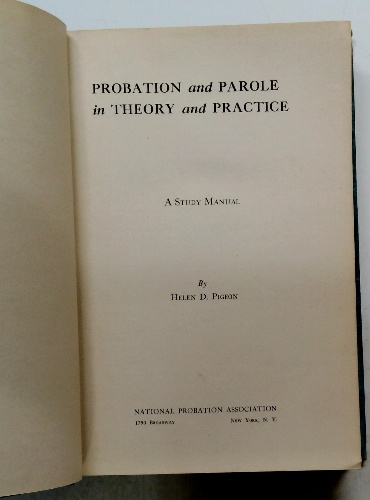 PROBATION and PAROLE
in THEORY and PRACTICE
A STUDY MANUAL
By
HELEN D. PIGEON
NATIONAL PROBATION ASSOCIATION
1790 BROADWAY NEW YORK, N. Y.